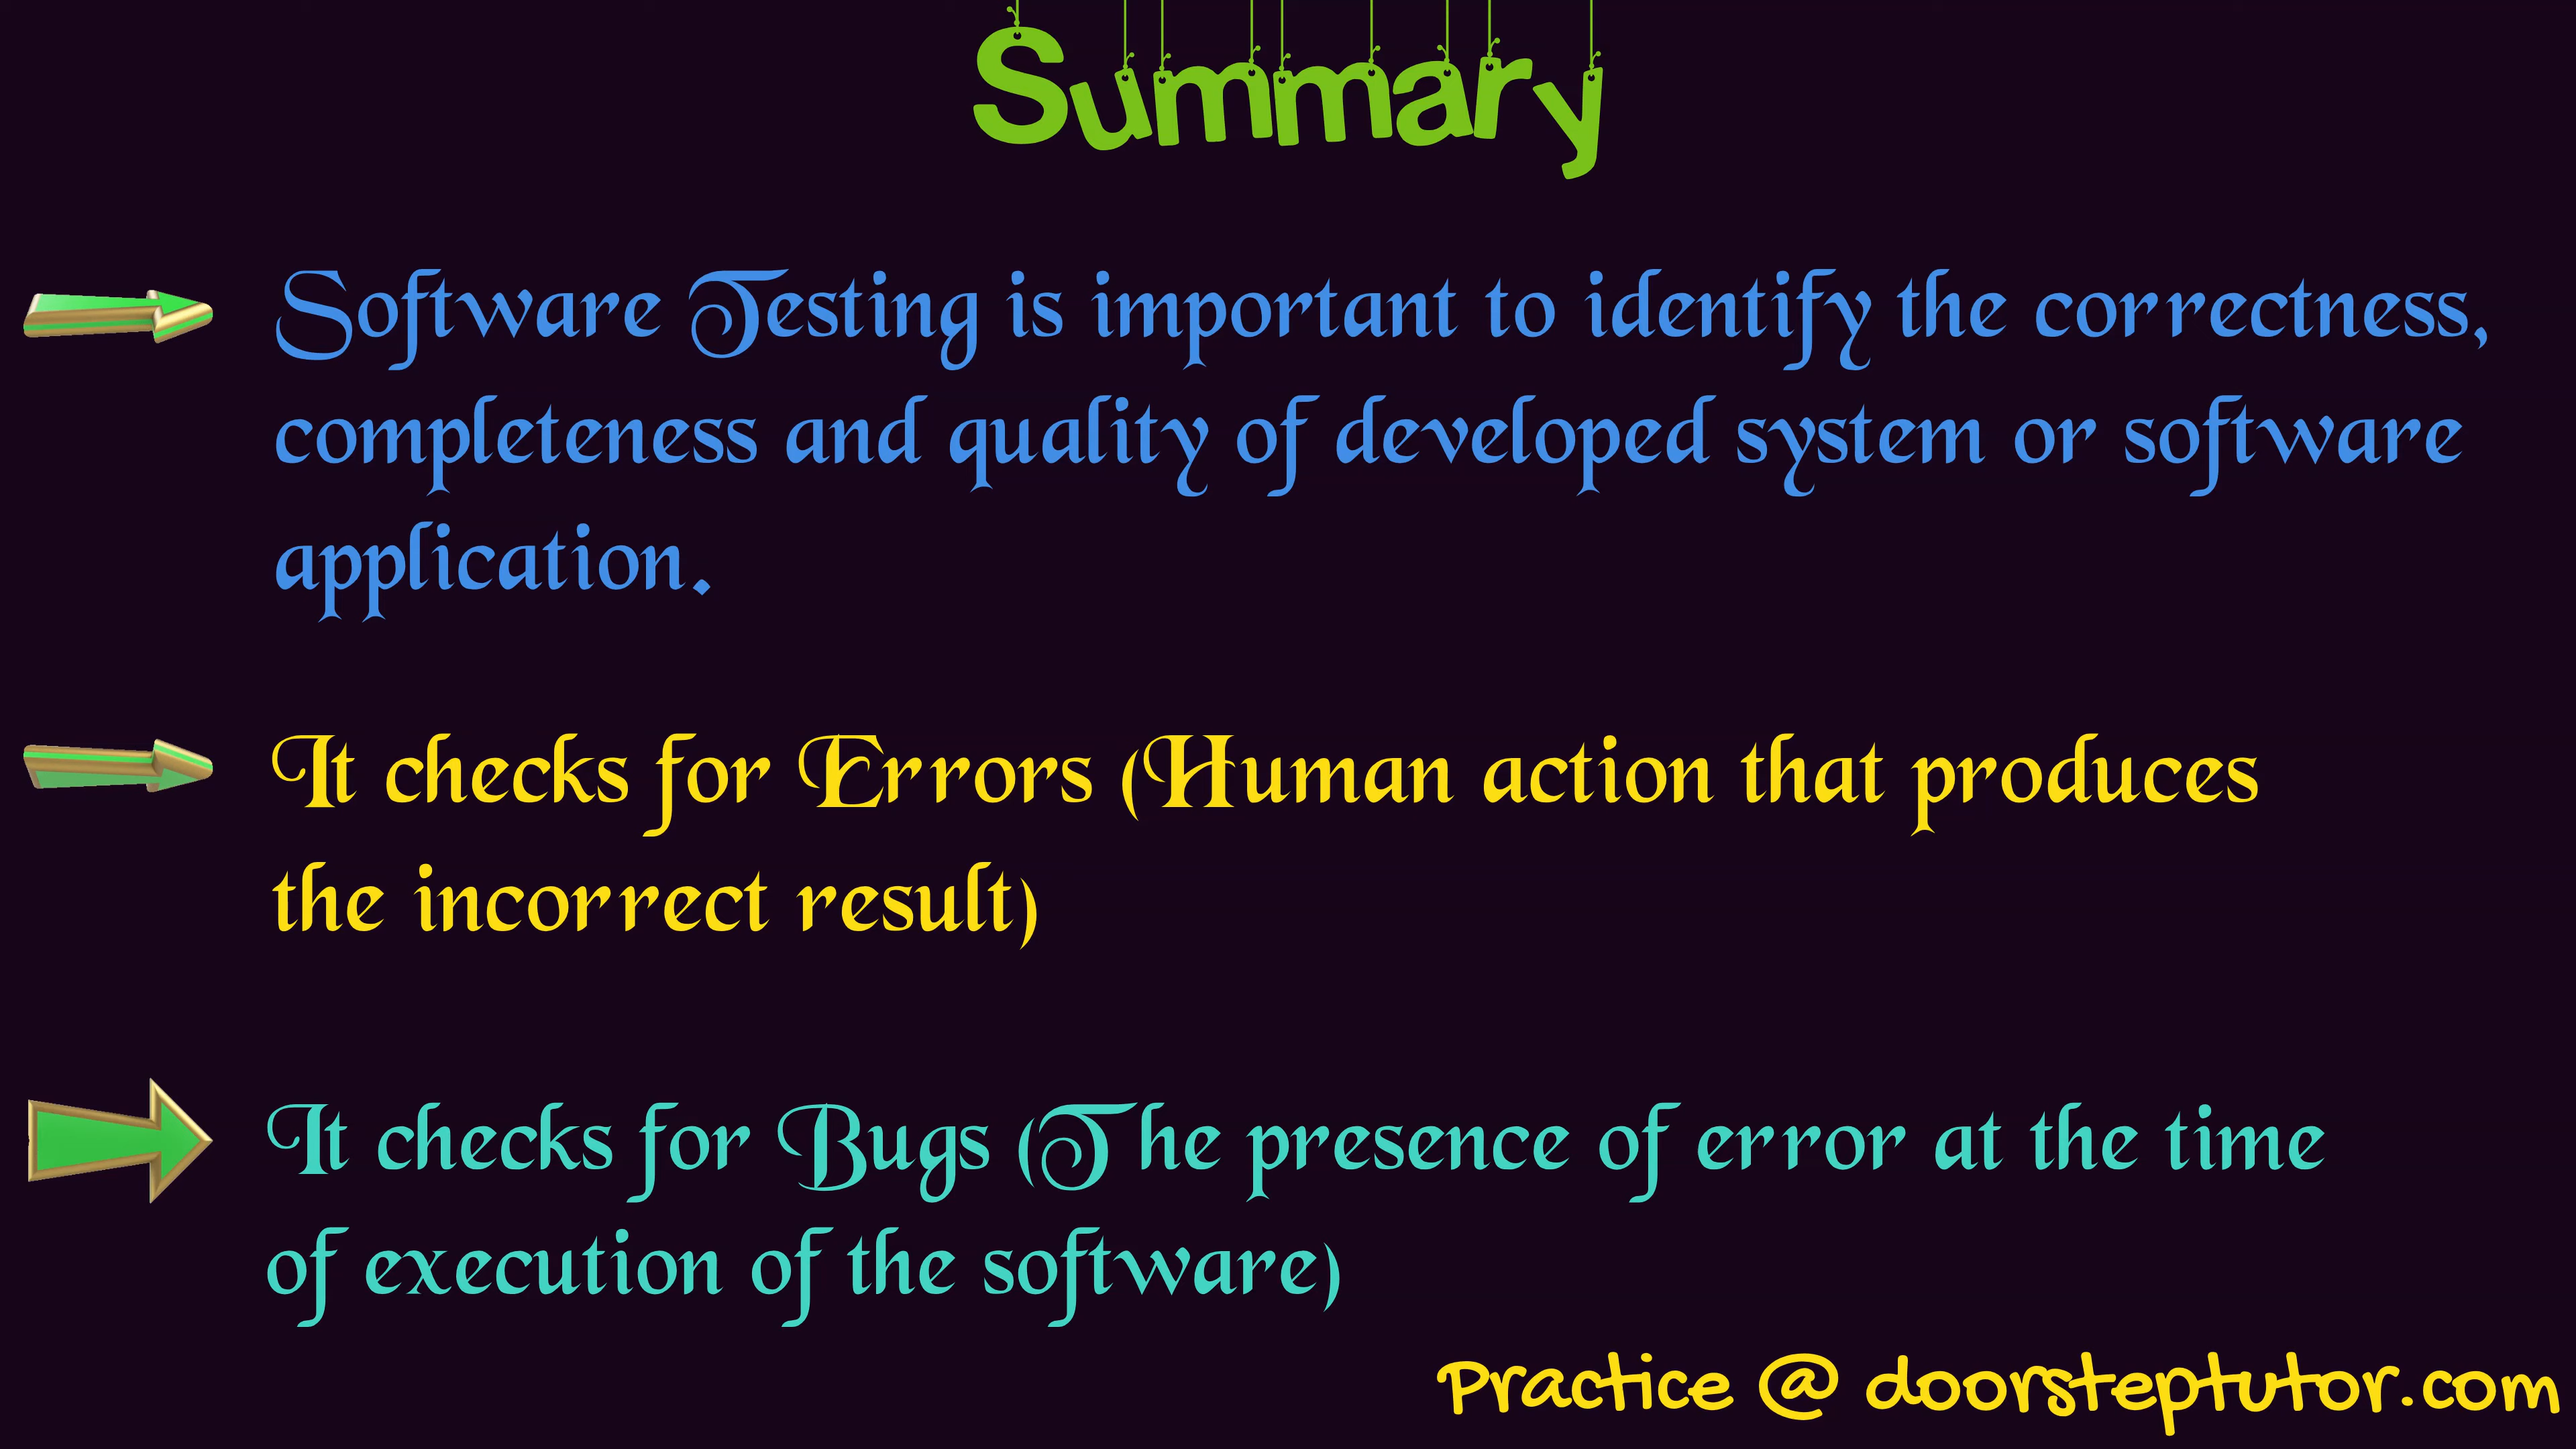 Summary
Software Testing is important to identify the correctness,
completeness and quality of developed system or software
application.
It checks for Errors (Human action that produces
the incorrect result)
It checks for Bugs (The presence of error at the time
of execution of the software)
Practice @ doorsteptutor.com